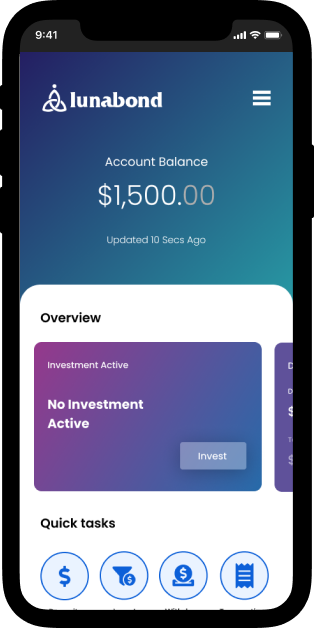 9:41
lunabond
Account Balance
$1,500.00
Updated 10 Secs Ago
Overview
Investment Active
No Investment
Active
Invest
Quick tasks